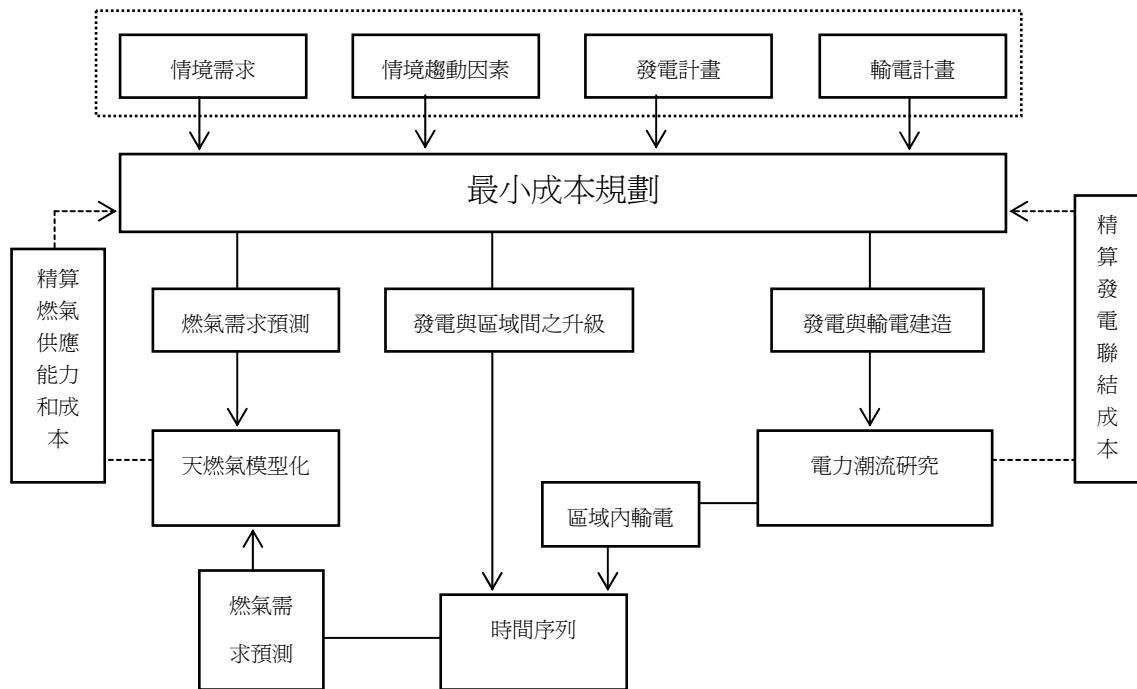 情境需求
情境趨動因素
發電計畫
輸電計畫
最小成本規劃
精算
燃氣
供應
能力
和成
本
燃氣需求預測
發電與區域間之升級
發電與輸電建造
精
算
發
電
聯
結
成
本
天燃氣模型化
電力潮流研究
區域內輸電
燃氣需
求預測
時間序列